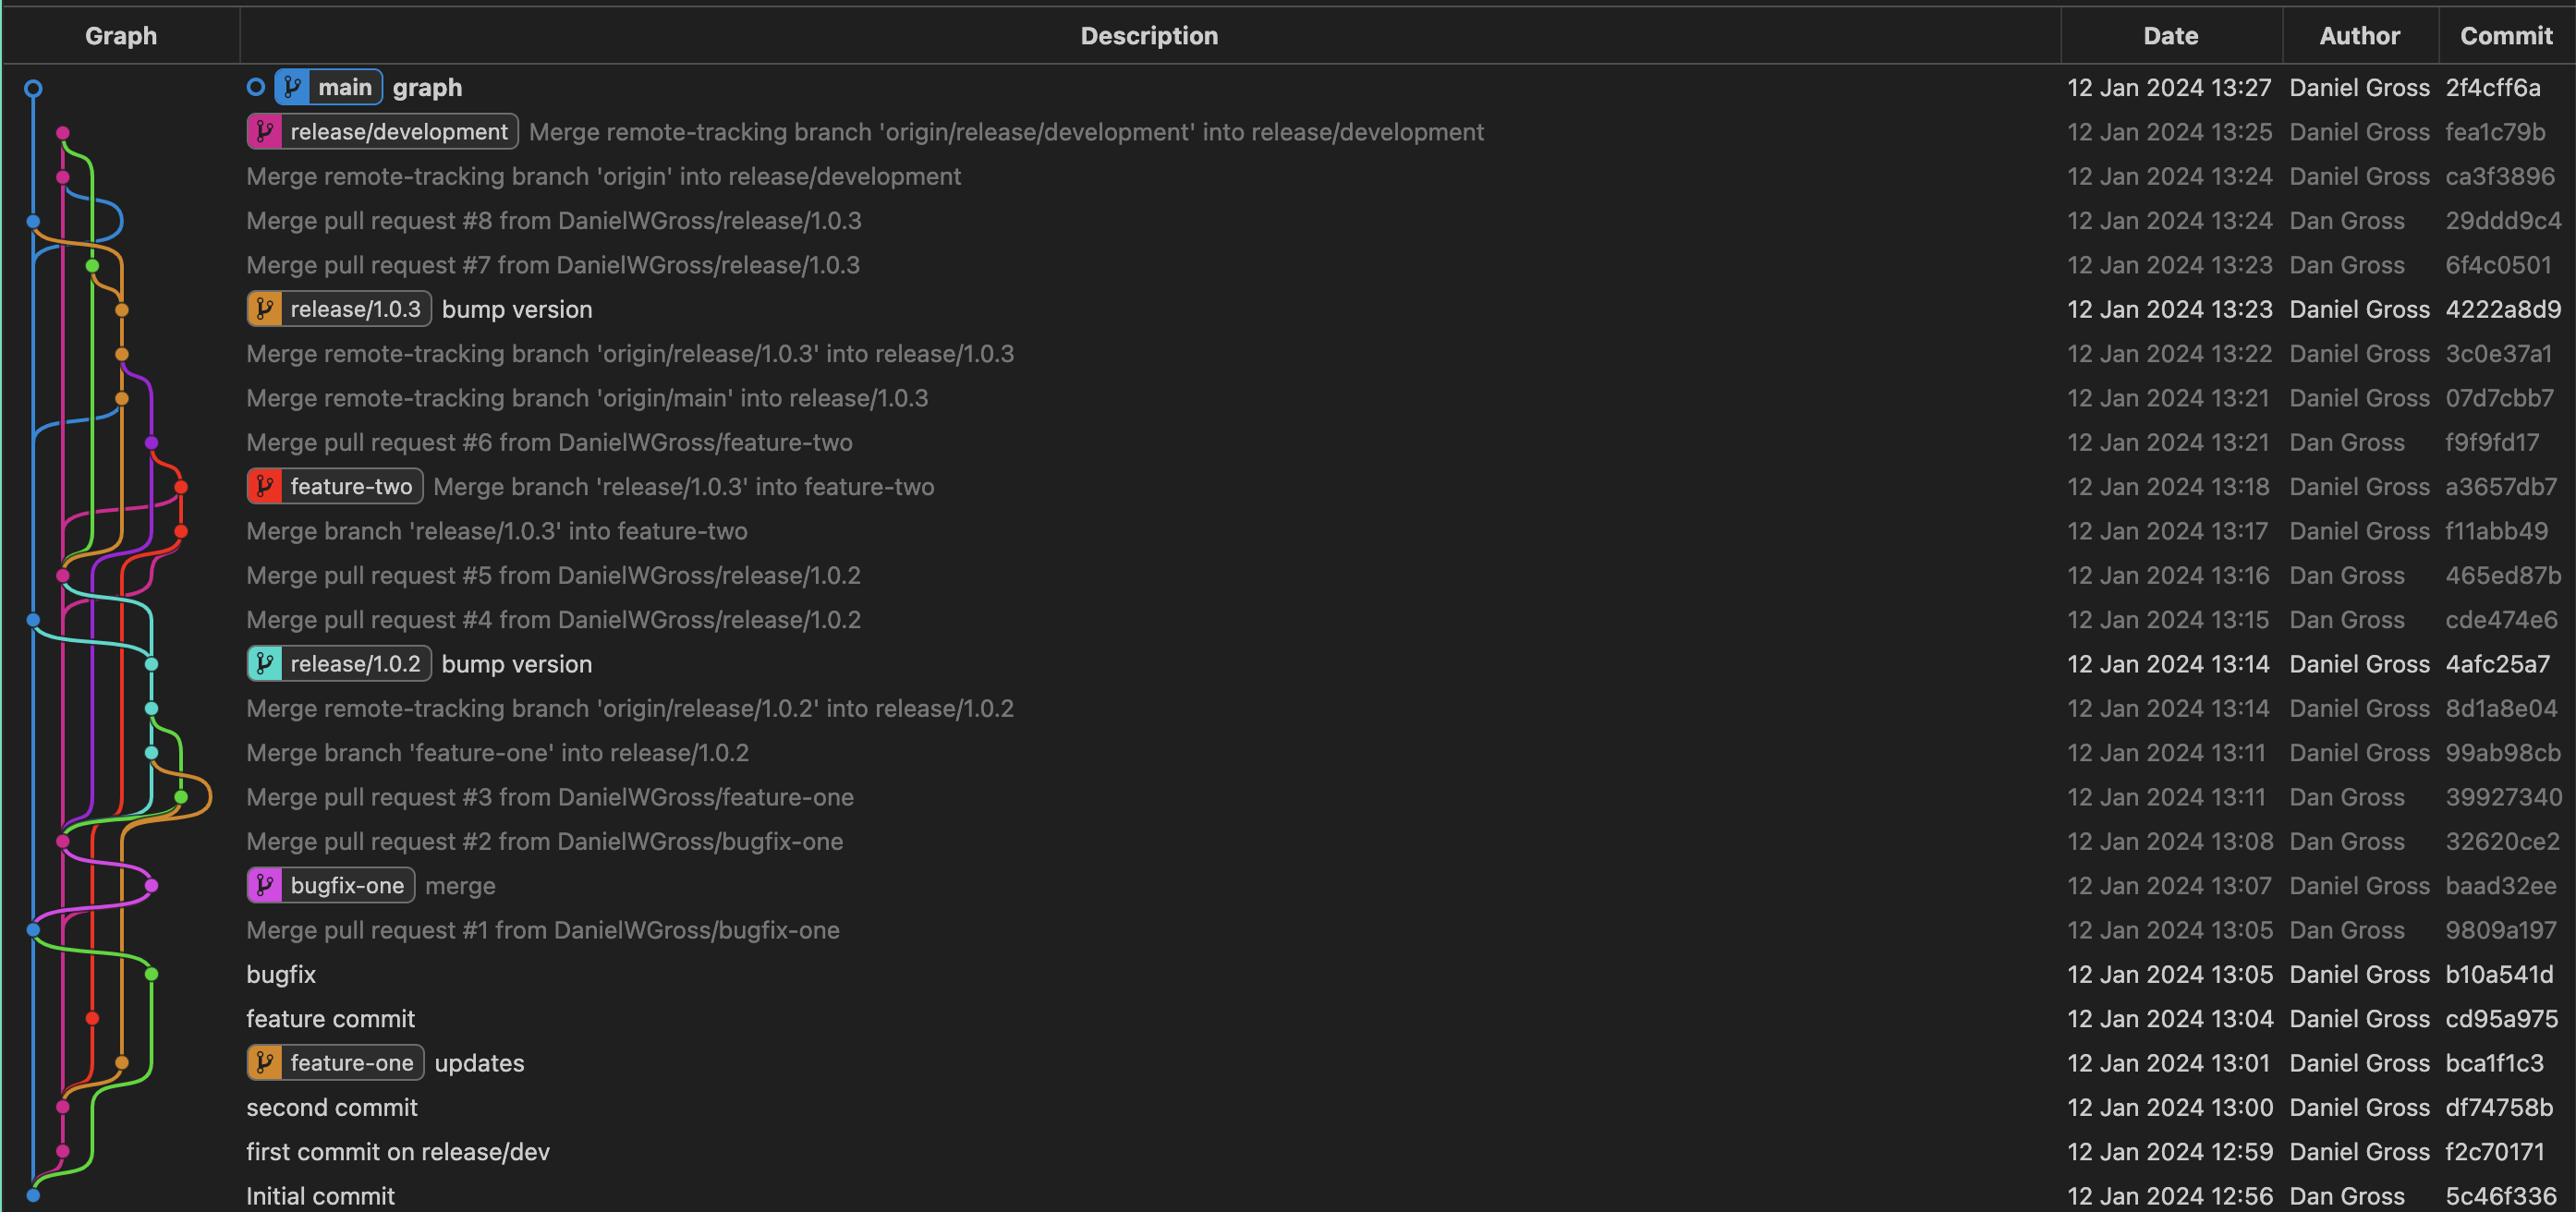 Graph Description Date Author Commit
main graph 12 Jan 2024 13:27 Daniel Gross 2f4cff6a
release/development Merge remote-tracking branch 'origin/release/development' into release/development 12 Jan 2024 13:25 Daniel Gross fea1c79b
Merge remote-tracking branch 'origin' into release/development 12 Jan 2024 13:24 Daniel Gross ca3f3896
Merge pull request #8 from DanielWGross/release/1.0.3 12 Jan 2024 13:24 Dan Gross 29ddd9c4
Merge pull request #7 from DanielWGross/release/1.0.3 12 Jan 2024 13:23 Dan Gross 6f4c0501
release/1.0.3 bump version 12 Jan 2024 13:23 Daniel Gross 4222a8d9
Merge remote-tracking branch 'origin/release/1.0.3' into release/1.0.3 12 Jan 2024 13:22 Daniel Gross 3c0e37a1
Merge remote-tracking branch 'origin/main' into release/1.0.3 12 Jan 2024 13:21 Daniel Gross 07d7cbb7
Merge pull request #6 from DanielWGross/feature-two 12 Jan 2024 13:21 Dan Gross f9f9fd17
feature-two Merge branch 'release/1.0.3' into feature-two 12 Jan 2024 13:18 Daniel Gross a3657db7
Merge branch 'release/1.0.3' into feature-two 12 Jan 2024 13:17 Daniel Gross f11abb49
Merge pull request #5 from DanielWGross/release/1.0.2 12 Jan 2024 13:16 Dan Gross 465ed87b
Merge pull request #4 from DanielWGross/release/1.0.2 12 Jan 2024 13:15 Dan Gross cde474e6
release/1.0.2 bump version 12 Jan 2024 13:14 Daniel Gross 4afc25a7
Merge remote-tracking branch 'origin/release/1.0.2' into release/1.0.2 12 Jan 2024 13:14 Daniel Gross 8d1a8e04
Merge branch 'feature-one' into release/1.0.2 12 Jan 2024 13:11 Daniel Gross 99ab98cb
Merge pull request #3 from DanielWGross/feature-one 12 Jan 2024 13:11 Dan Gross 39927340
Merge pull request #2 from DanielWGross/bugfix-one 12 Jan 2024 13:08 Dan Gross 32620ce2
bugfix-one merge 12 Jan 2024 13:07 Daniel Gross baad32ee
Merge pull request #1 from DanielWGross/bugfix-one 12 Jan 2024 13:05 Dan Gross 9809a197
bugfix 12 Jan 2024 13:05 Daniel Gross b10a541d
feature commit 12 Jan 2024 13:04 Daniel Gross cd95a975
feature-one updates 12 Jan 2024 13:01 Daniel Gross bca1f1c3
second commit 12 Jan 2024 13:00 Daniel Gross df74758b
first commit on release/dev 12 Jan 2024 12:59 Daniel Gross f2c70171
Initial commit 12 Jan 2024 12:56 Dan Gross 5c46f336